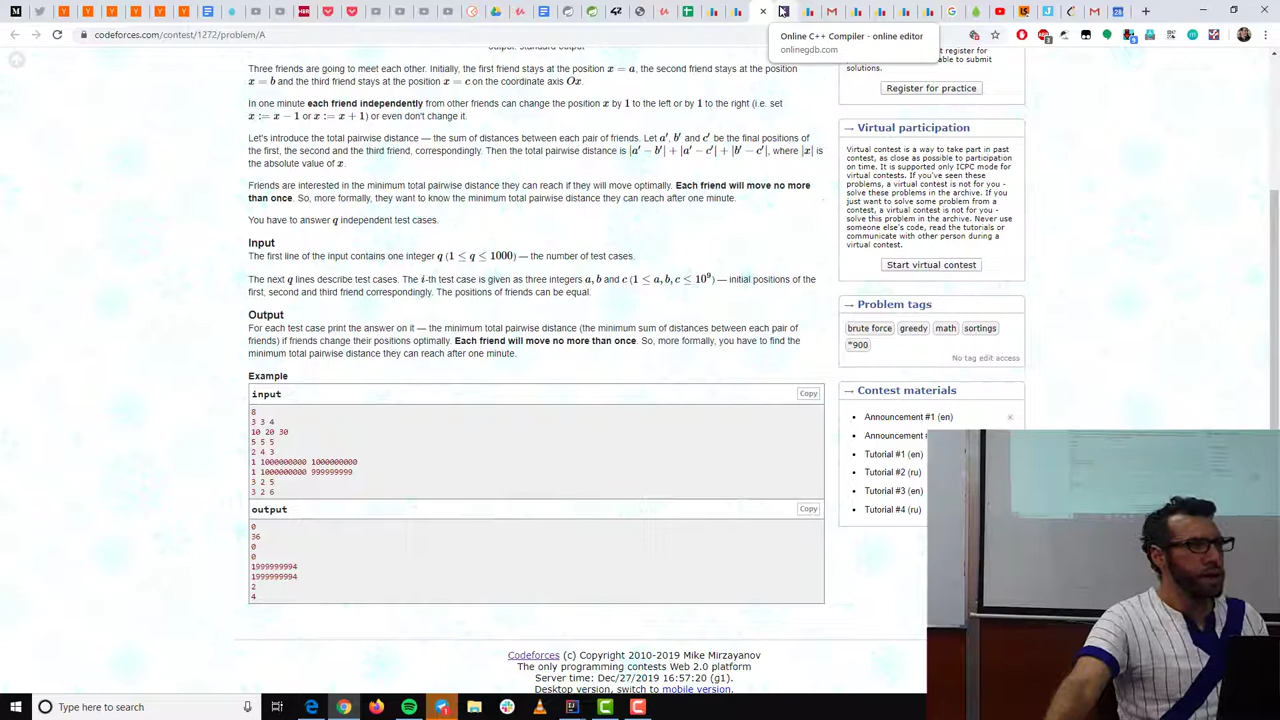 codeforces.com/contest/1272/problem/A
Online C++ Compiler - online editor
onlinegdb.com
output: standard output
Three friends are going to meet each other. Initially, the first friend stays at the position x = a, the second friend stays at the position
x = b and the third friend stays at the position x = c on the coordinate axis Ox.
In one minute each friend independently from other friends can change the position x by 1 to the left or by 1 to the right (i.e. set
x := x − 1 or x := x + 1) or even don't change it.
Let's introduce the total pairwise distance — the sum of distances between each pair of friends. Let a′, b′ and c′ be the final positions of
the first, the second and the third friend, correspondingly. Then the total pairwise distance is |a′ − b′| + |a′ − c′| + |b′ − c′|, where |x| is
the absolute value of x.
Friends are interested in the minimum total pairwise distance they can reach if they will move optimally. Each friend will move no more
than once. So, more formally, they want to know the minimum total pairwise distance they can reach after one minute.
You have to answer q independent test cases.
Input
The first line of the input contains one integer q (1 ≤ q ≤ 1000) — the number of test cases.
The next q lines describe test cases. The i-th test case is given as three integers a, b and c (1 ≤ a, b, c ≤ 10⁹) — initial positions of the
first, second and third friend correspondingly. The positions of friends can be equal.
Output
For each test case print the answer on it — the minimum total pairwise distance (the minimum sum of distances between each pair of
friends) if friends change their positions optimally. Each friend will move no more than once. So, more formally, you have to find the
minimum total pairwise distance they can reach after one minute.
Example
input
Copy
8
3 3 4
10 20 30
5 5 5
2 4 3
1 1000000000 1000000000
1 1000000000 999999999
3 2 5
3 2 6
output
Copy
0
36
0
0
1999999994
1999999994
2
4
register for
practice, to submit
solutions.
Register for practice
→ Virtual participation
Virtual contest is a way to take part in past
contest, as close as possible to participation
on time. It is supported only ICPC mode for
virtual contests. If you've seen these
problems, a virtual contest is not for you -
solve these problems in the archive. If you
just want to solve some problem from a
contest, a virtual contest is not for you -
solve this problem in the archive. Never use
someone else's code, read the tutorials or
communicate with other person during a
virtual contest.
Start virtual contest
→ Problem tags
brute force greedy math sortings
*900
No tag edit access
→ Contest materials
Announcement #1 (en)
Announcement
Tutorial #1 (en)
Tutorial #2 (ru)
Tutorial #3 (en)
Tutorial #4 (ru)
Codeforces (c) Copyright 2010-2019 Mike Mirzayanov
The only programming contests Web 2.0 platform
Server time: Dec/27/2019 16:57:20 (g1).
Desktop version, switch to mobile version.
Type here to search